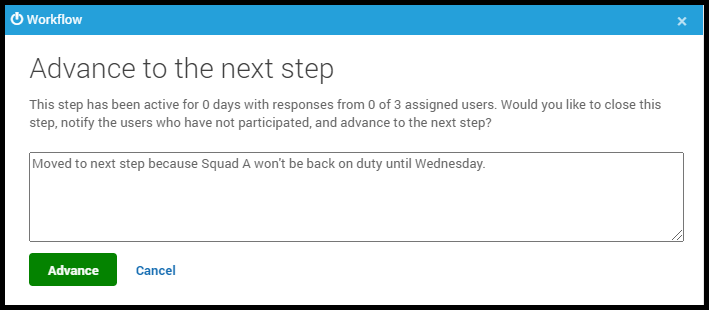 Workflow
Advance to the next step
This step has been active for 0 days with responses from 0 of 3 assigned users. Would you like to close this
step, notify the users who have not participated, and advance to the next step?
Moved to next step because Squad A won't be back on duty until Wednesday.
Advance Cancel